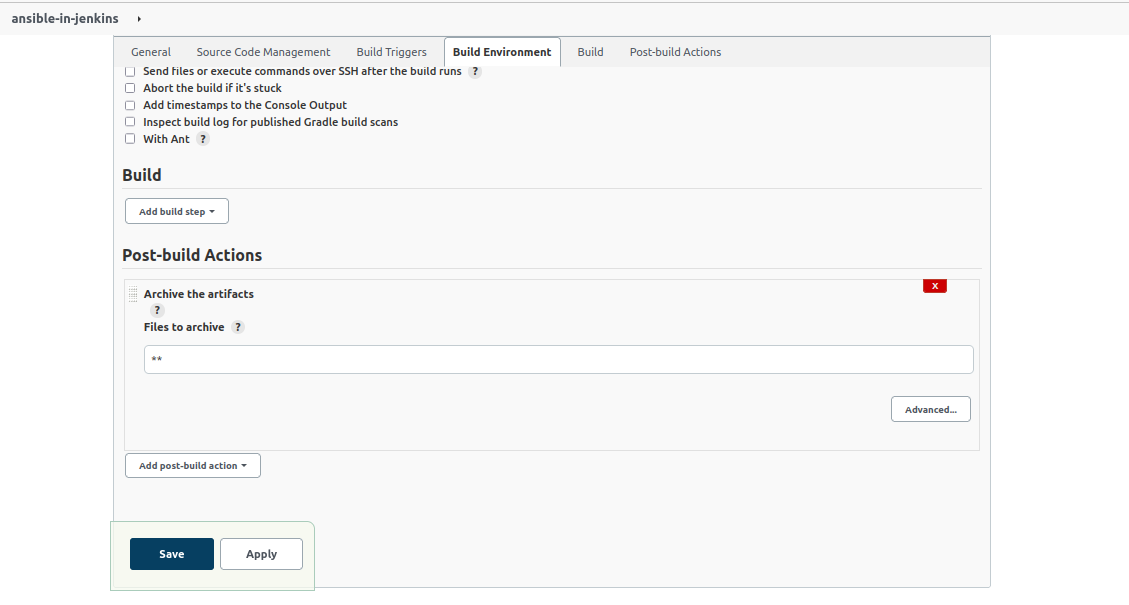 ansible-in-jenkins
General Source Code Management Build Triggers Build Environment Build Post-build Actions
Send files or execute commands over SSH after the build runs ?
Abort the build if it's stuck
Add timestamps to the Console Output
Inspect build log for published Gradle build scans
With Ant ?
Build
Add build step
Post-build Actions
X
Archive the artifacts
?
Files to archive ?
**
Advanced...
Add post-build action
Save Apply